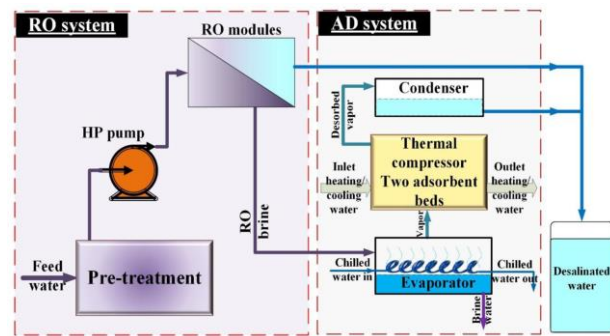 RO system
AD system
RO modules
HP pump
Feed
water
Pre-treatment
RO
brine
Condenser
Desorbed
vapor
Thermal
compressor
Two adsorbent
beds
Inlet
heating/
cooling
water
Outlet
heating/
cooling
water
Vapor
Chilled
water in
Chilled
water out
Evaporator
Brine
water
Desalinated
water